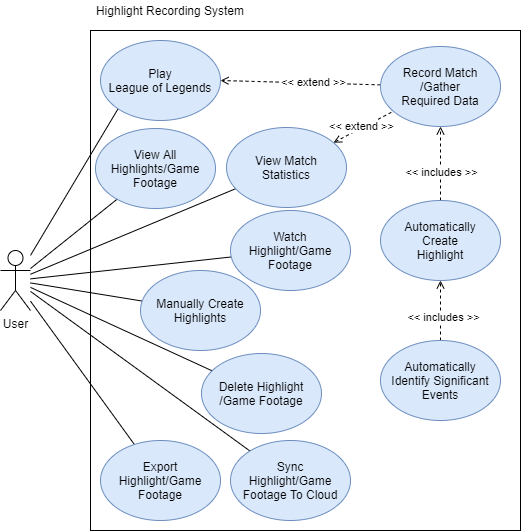 Highlight Recording System
Play
League of Legends
<< extend >>
Record Match
/Gather
Required Data
<< extend >>
View All
Highlights/Game
Footage
View Match
Statistics
<< includes >>
Watch
Highlight/Game
Footage
Automatically
Create
Highlight
User
Manually Create
Highlights
<< includes >>
Delete Highlight
/Game Footage
Automatically
Identify Significant
Events
Export
Highlight/Game
Footage
Sync
Highlight/Game
Footage To Cloud